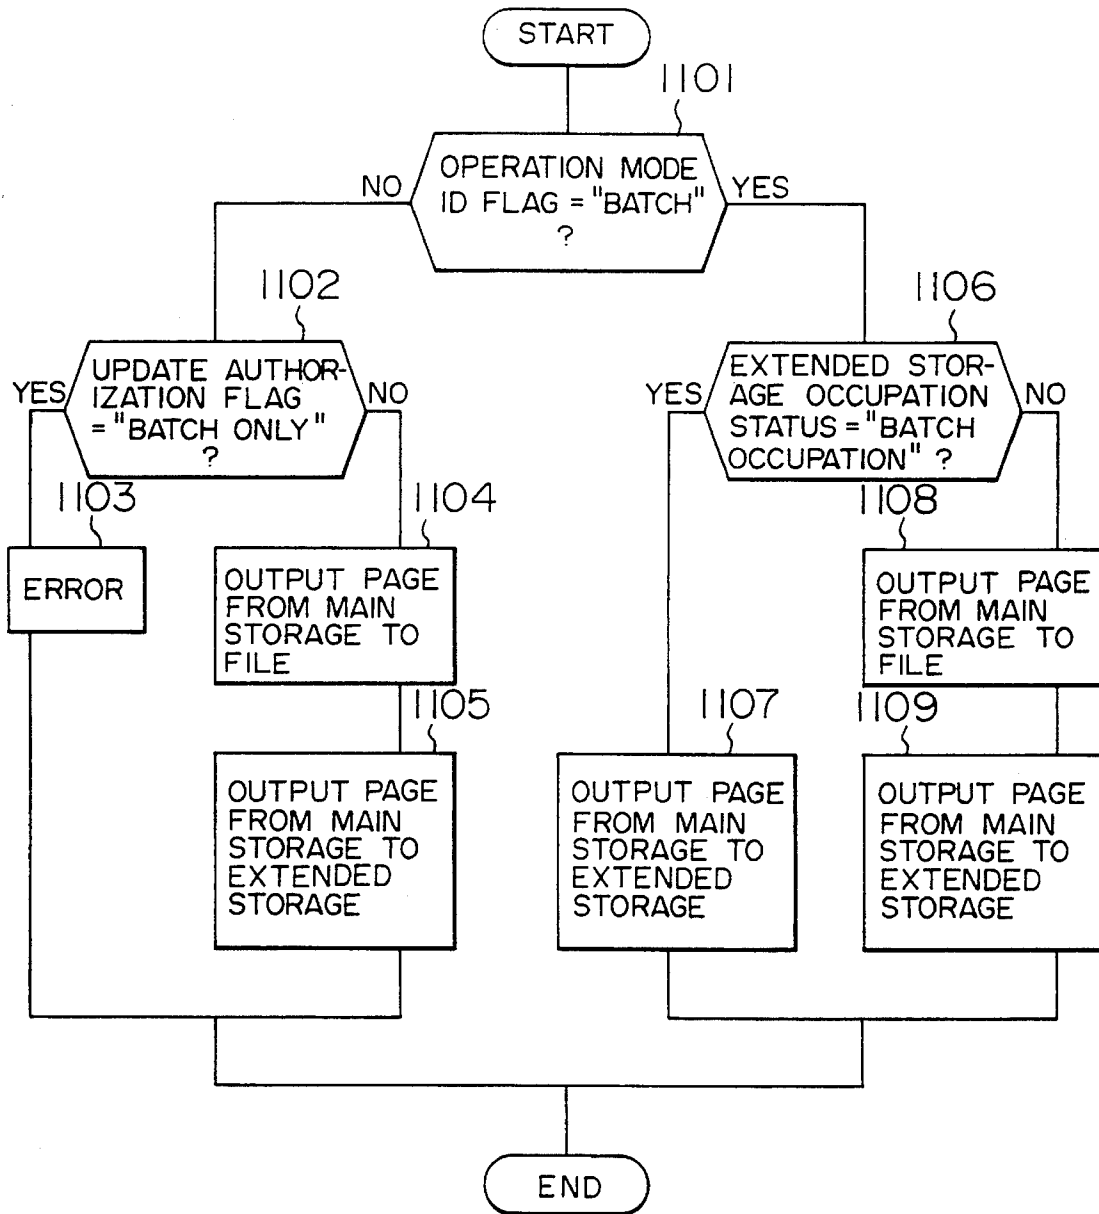 START
1101
OPERATION MODE
ID FLAG = "BATCH"
?
NO
YES
1102
UPDATE AUTHOR-
IZATION FLAG
= "BATCH ONLY"
?
YES
NO
1106
EXTENDED STOR-
AGE OCCUPATION
STATUS = "BATCH
OCCUPATION" ?
YES
NO
1103
ERROR
1104
OUTPUT PAGE
FROM MAIN
STORAGE TO
FILE
1108
OUTPUT PAGE
FROM MAIN
STORAGE TO
FILE
1105
OUTPUT PAGE
FROM MAIN
STORAGE TO
EXTENDED
STORAGE
1107
OUTPUT PAGE
FROM MAIN
STORAGE TO
EXTENDED
STORAGE
1109
OUTPUT PAGE
FROM MAIN
STORAGE TO
EXTENDED
STORAGE
END